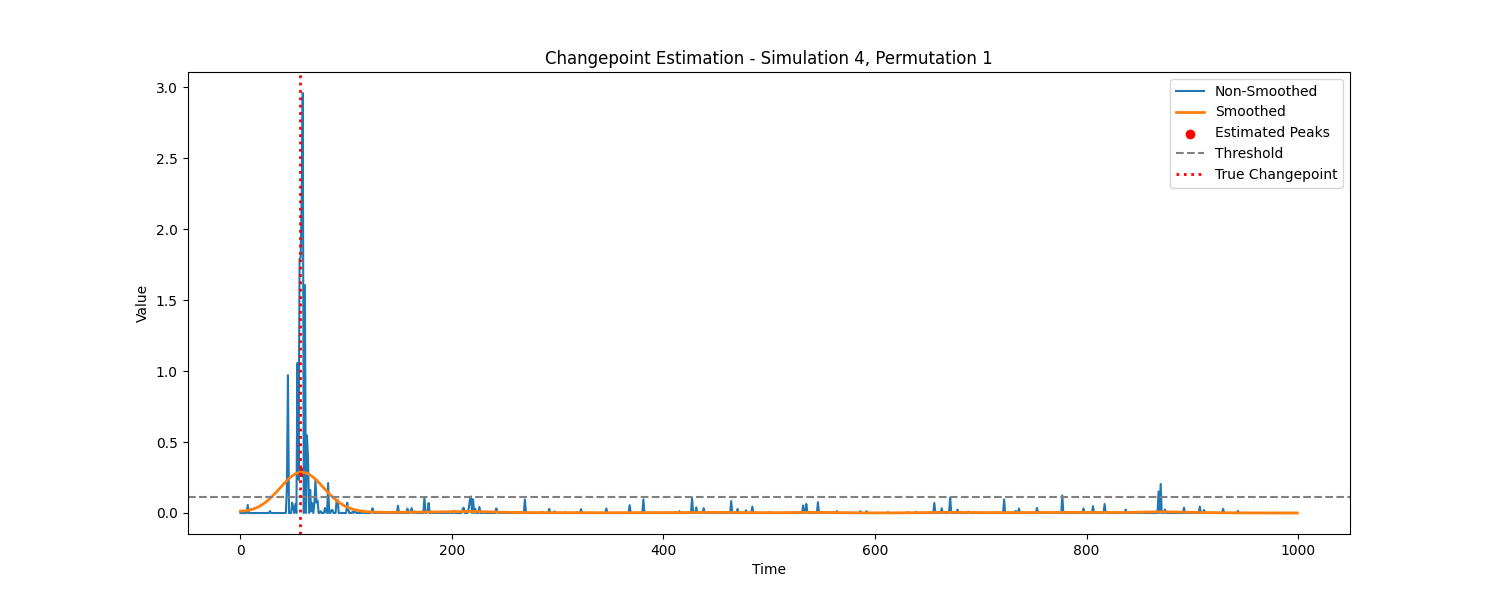 Changepoint Estimation - Simulation 4, Permutation 1
3.0
2.5
2.0
1.5
1.0
0.5
0.0
Value
Non-Smoothed
Smoothed
Estimated Peaks
Threshold
True Changepoint
0
200
400
600
800
1000
Time